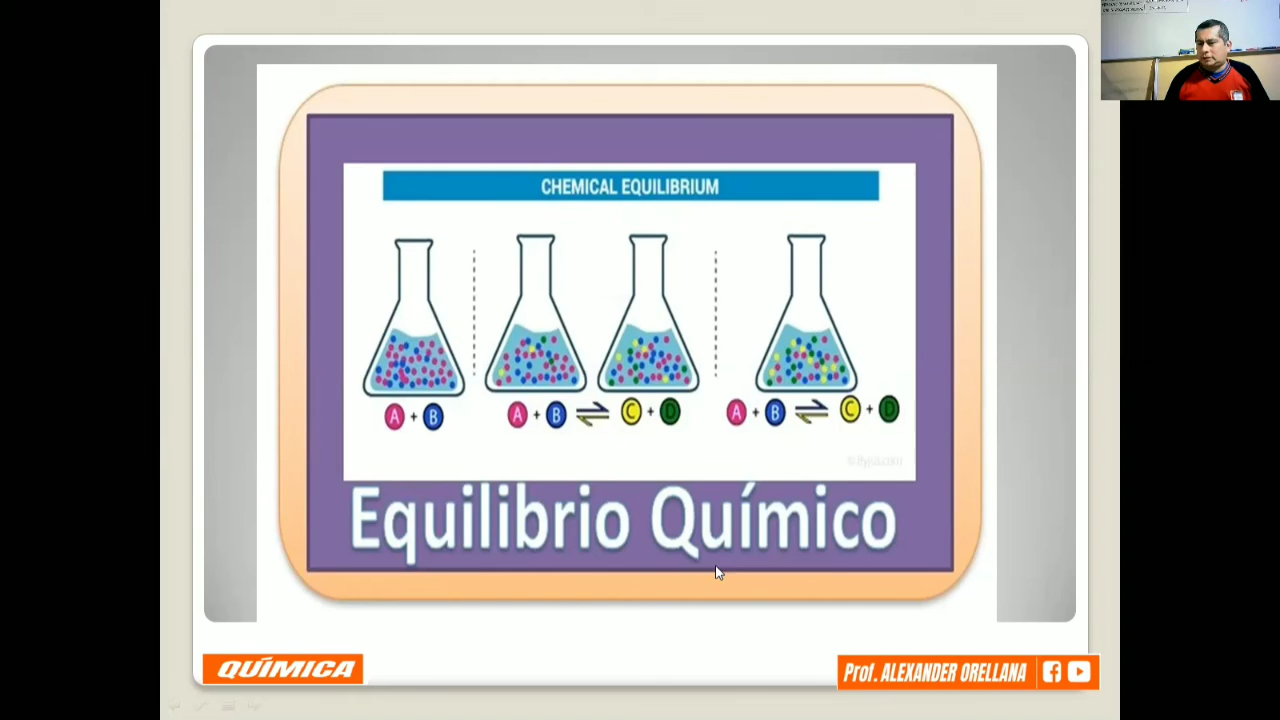 CHEMICAL EQUILIBRIUM
A + B
A + B ⇌ C + D
A + B ⇌ C + D
Equilibrio Químico
QUÍMICA
Prof. ALEXANDER ORELLANA